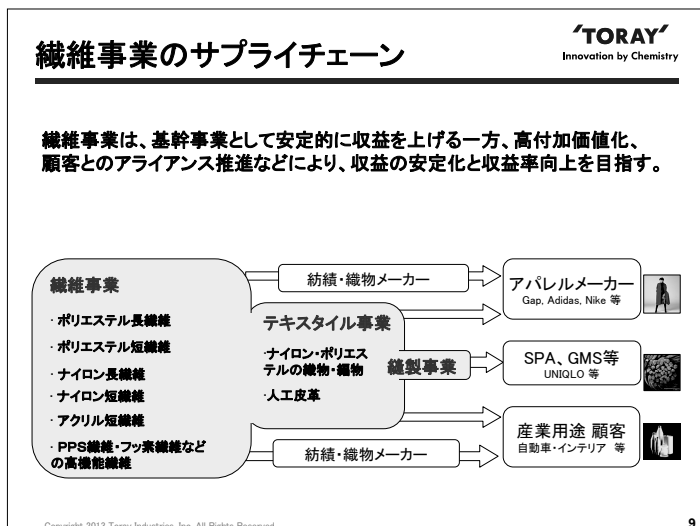 繊維事業のサプライチェーン
'TORAY'
Innovation by Chemistry
繊維事業は、基幹事業として安定的に収益を上げる一方、高付加価値化、
顧客とのアライアンス推進などにより、収益の安定化と収益率向上を目指す。
繊維事業
・ポリエステル長繊維
・ポリエステル短繊維
・ナイロン長繊維
・ナイロン短繊維
・アクリル短繊維
・PPS繊維・フッ素繊維など
の高機能繊維
テキスタイル事業
・ナイロン・ポリエス
テルの織物・編物
・人工皮革
縫製事業
紡績・織物メーカー
紡績・織物メーカー
アパレルメーカー
Gap, Adidas, Nike 等
SPA、GMS等
UNIQLO 等
産業用途 顧客
自動車・インテリア 等
Copyright 2013 Toray Industries, Inc. All Rights Reserved
9